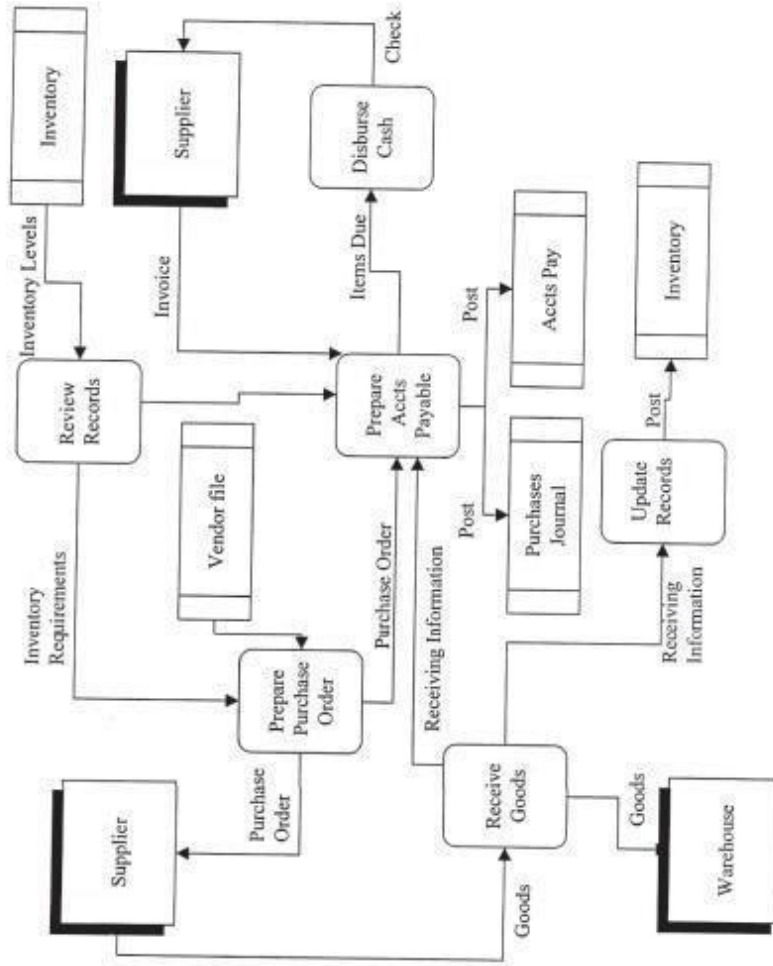 Supplier
Purchase
Order
Inventory
Requirements
Inventory Levels
Inventory
Review
Records
Supplier
Invoice
Vendor file
Prepare
Purchase
Order
Check
Disburse
Cash
Items Due
Purchase Order
Prepare
Accts
Payable
Receiving Information
Goods
Receive
Goods
Post
Post
Purchases
Journal
Accts Pay
Goods
Receiving
Information
Update
Records
Post
Inventory
Warehouse